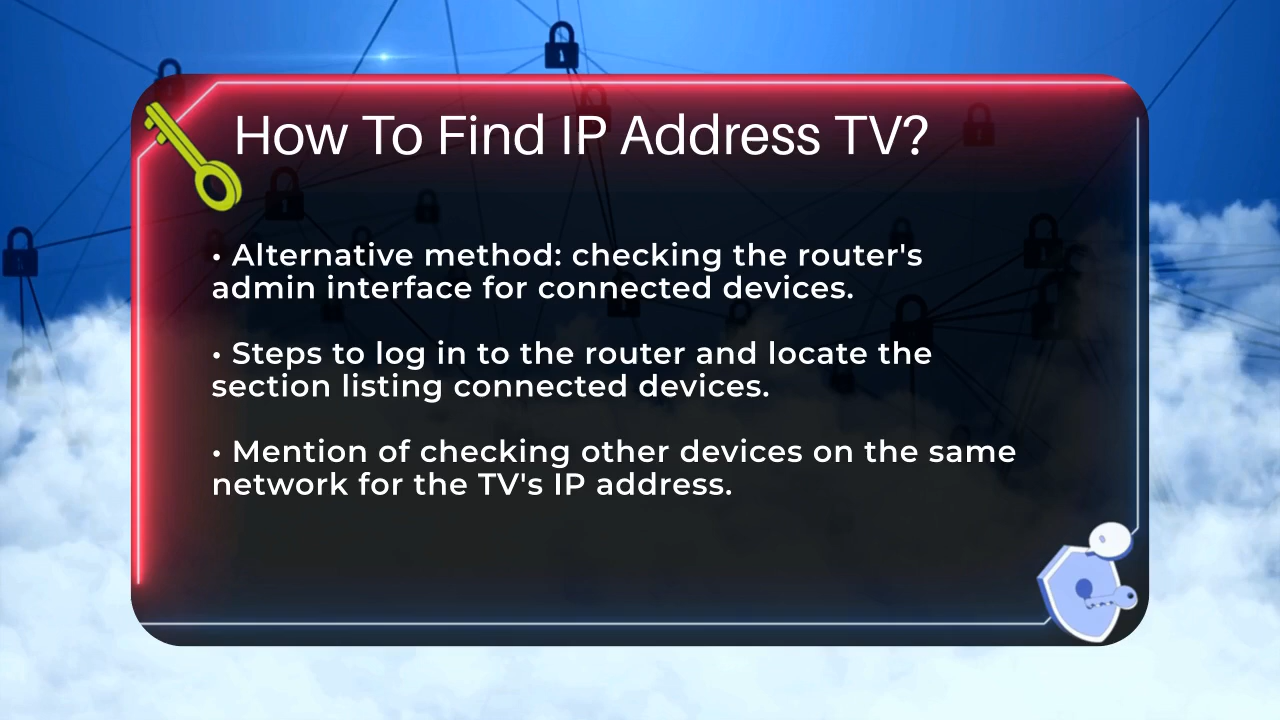 How To Find IP Address TV?
• Alternative method: checking the router's
admin interface for connected devices.
• Steps to log in to the router and locate the
section listing connected devices.
• Mention of checking other devices on the same
network for the TV's IP address.